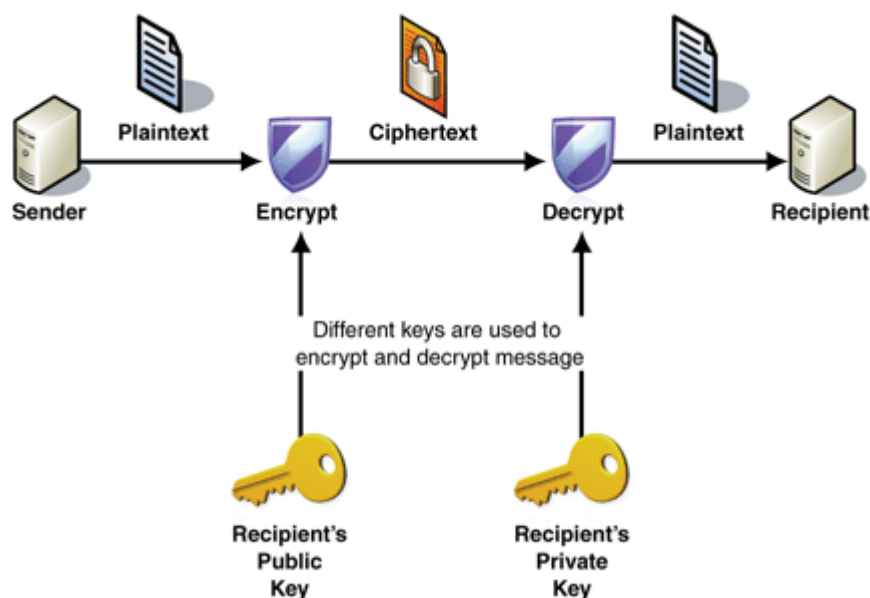 Plaintext
Ciphertext
Plaintext
Sender
Encrypt
Decrypt
Recipient
Different keys are used to
encrypt and decrypt message
Recipient's
Public
Key
Recipient's
Private
Key